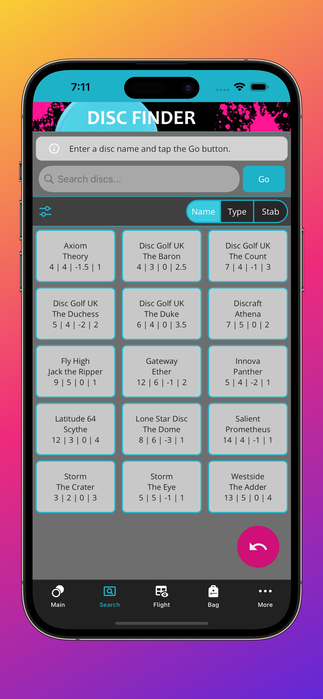 7:11
DISC FINDER
Enter a disc name and tap the Go button.
Search discs...
Go
Name
Type
Stab
Axiom
Theory
4 | 4 | -1.5 | 1
Disc Golf UK
The Baron
4 | 3 | 0 | 2.5
Disc Golf UK
The Count
7 | 4 | -1 | 3
Disc Golf UK
The Duchess
5 | 4 | -2 | 2
Disc Golf UK
The Duke
6 | 4 | 0 | 3.5
Discraft
Athena
7 | 5 | 0 | 2
Fly High
Jack the Ripper
9 | 5 | 0 | 1
Gateway
Ether
12 | 6 | -1 | 2
Innova
Panther
5 | 4 | -2 | 1
Latitude 64
Scythe
12 | 3 | 0 | 4
Lone Star Disc
The Dome
8 | 6 | -3 | 1
Salient
Prometheus
14 | 4 | -1 | 1
Storm
The Crater
3 | 2 | 0 | 3
Storm
The Eye
5 | 5 | -1 | 1
Westside
The Adder
13 | 5 | 0 | 4
Main
Search
Flight
Bag
More